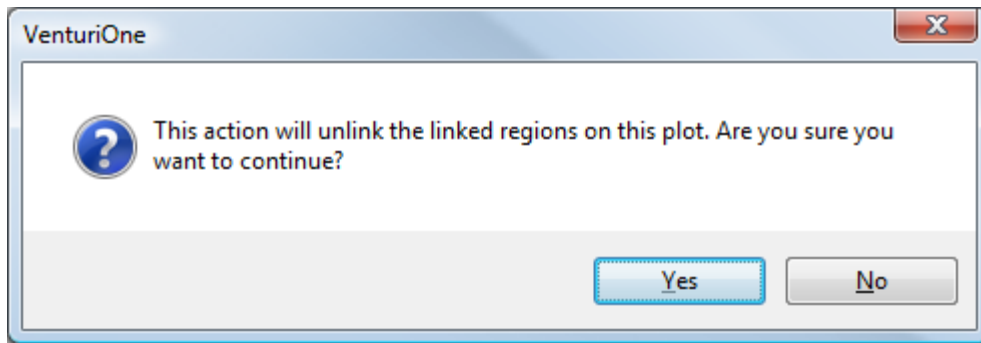 VenturiOne
This action will unlink the linked regions on this plot. Are you sure you
want to continue?
Yes
No